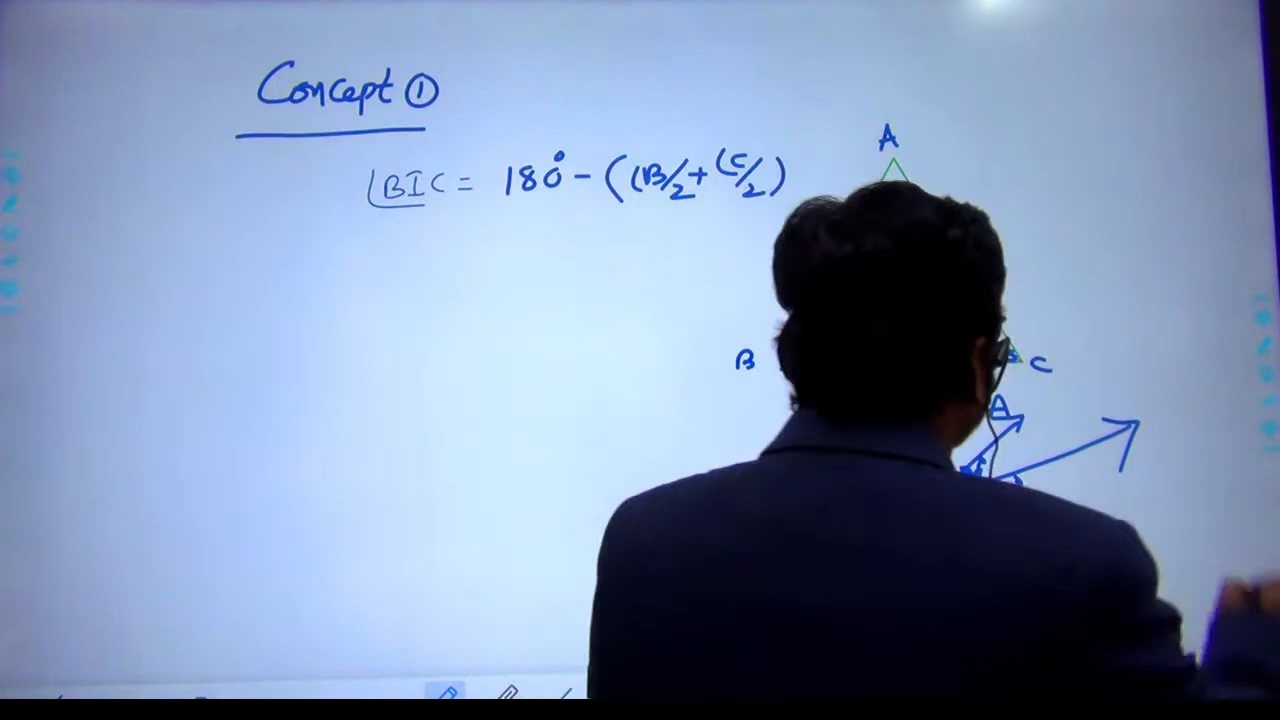 Concept ①
∠BIC = 180° - (∠B/2 + ∠C/2)
A
B
C
A